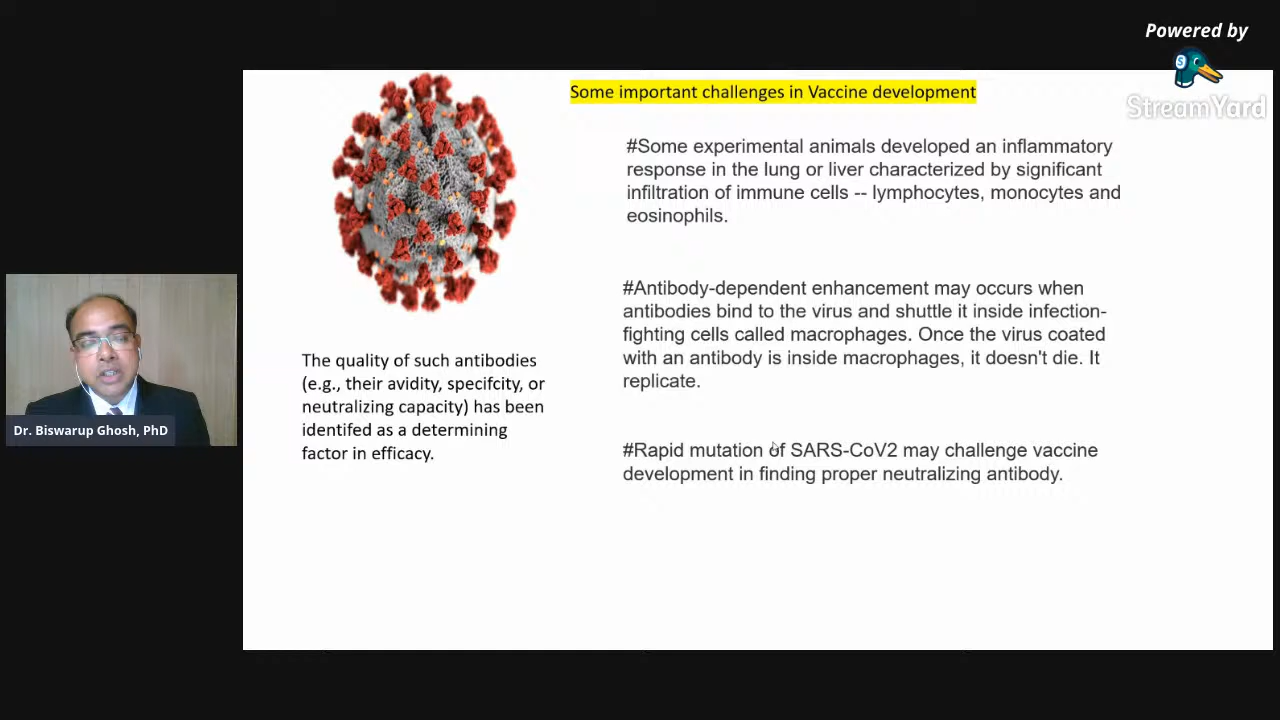 Powered by
StreamYard
Some important challenges in Vaccine development
#Some experimental animals developed an inflammatory
response in the lung or liver characterized by significant
infiltration of immune cells -- lymphocytes, monocytes and
eosinophils.
#Antibody-dependent enhancement may occurs when
antibodies bind to the virus and shuttle it inside infection-
fighting cells called macrophages. Once the virus coated
with an antibody is inside macrophages, it doesn't die. It
replicate.
#Rapid mutation of SARS-CoV2 may challenge vaccine
development in finding proper neutralizing antibody.
The quality of such antibodies
(e.g., their avidity, specifcity, or
neutralizing capacity) has been
identifed as a determining
factor in efficacy.
Dr. Biswarup Ghosh, PhD